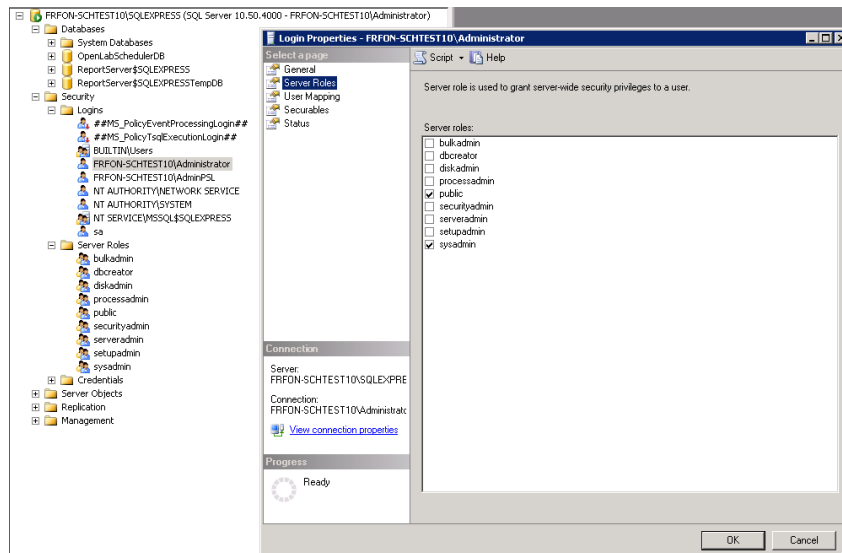 FRFON-SCHTEST10\SQLEXPRESS (SQL Server 10.50.4000 - FRFON-SCHTEST10\Administrator)
Databases
System Databases
OpenLabSchedulerDB
ReportServer$SQLEXPRESS
ReportServer$SQLEXPRESSTempDB
Security
Logins
##MS_PolicyEventProcessingLogin##
##MS_PolicyTsqlExecutionLogin##
BUILTIN\Users
FRFON-SCHTEST10\Administrator
FRFON-SCHTEST10\AdminPSL
NT AUTHORITY\NETWORK SERVICE
NT AUTHORITY\SYSTEM
NT SERVICE\MSSQL$SQLEXPRESS
sa
Server Roles
bulkadmin
dbcreator
diskadmin
processadmin
public
securityadmin
serveradmin
setupadmin
sysadmin
Credentials
Server Objects
Replication
Management
Login Properties - FRFON-SCHTEST10\Administrator
Select a page
General
Server Roles
User Mapping
Securables
Status
Connection
Server:
FRFON-SCHTEST10\SQLEXPRE
Connection:
FRFON-SCHTEST10\Administratc
View connection properties
Progress
Ready
Script Help
Server role is used to grant server-wide security privileges to a user.
Server roles:
bulkadmin
dbcreator
diskadmin
processadmin
public
securityadmin
serveradmin
setupadmin
sysadmin
OK Cancel